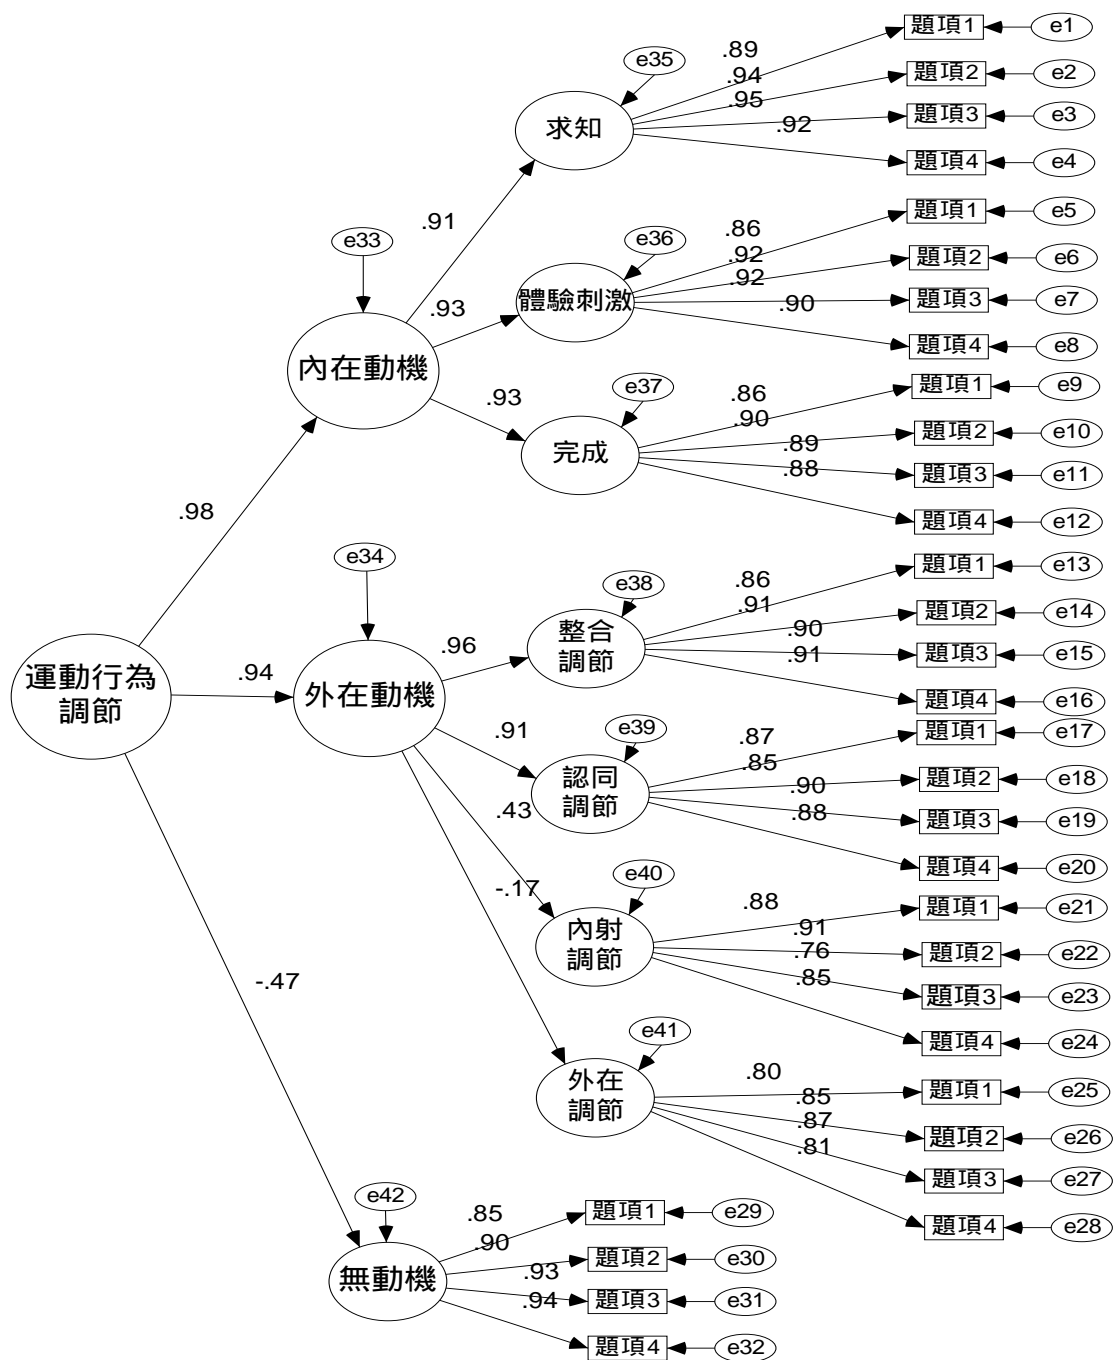 題項1
e1
.89
e35
題項2
e2
.94
.95
題項3
e3
求知
.92
題項4
e4
.91
題項1
e5
e33
e36
.86
.92
題項2
e6
.92
體驗刺激
題項3
e7
.90
.93
題項4
e8
內在動機
e37
題項1
e9
.93
.86
.90
題項2
e10
完成
.89
題項3
e11
.88
.98
題項4
e12
e34
題項1
e13
e38
.86
.91
題項2
e14
整合
調節
.90
題項3
e15
.96
.91
題項4
e16
運動行為
調節
.94
外在動機
題項1
e17
e39
.87
.91
.85
題項2
e18
認同
調節
.90
題項3
e19
.43
.88
題項4
e20
e40
-.17
題項1
e21
.88
.91
題項2
e22
內射
調節
.76
題項3
e23
-.47
.85
題項4
e24
e41
.80
題項1
e25
外在
調節
.85
.87
題項2
e26
.81
題項3
e27
題項4
e28
e42
.85
題項1
e29
.90
題項2
e30
無動機
.93
題項3
e31
.94
題項4
e32